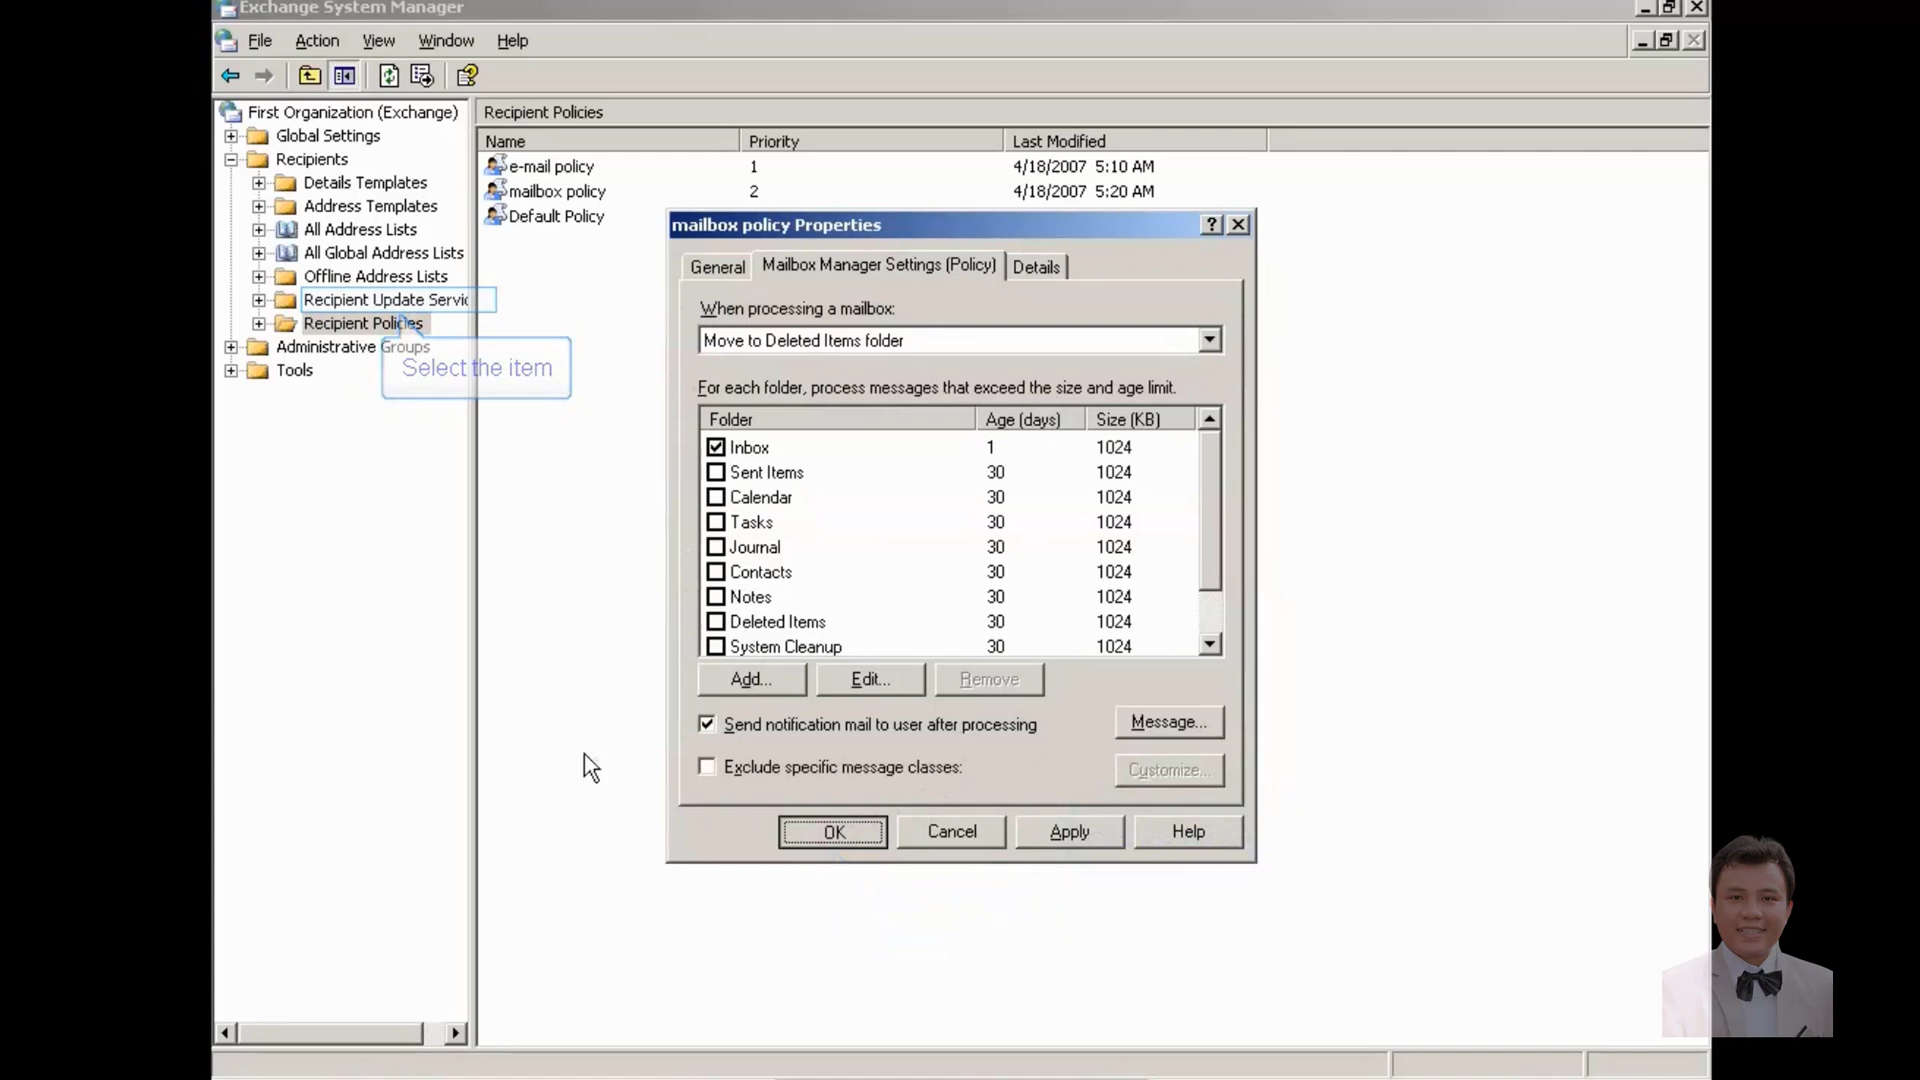 Exchange System Manager
File Action View Window Help
First Organization (Exchange)
Global Settings
Recipients
Details Templates
Address Templates
All Address Lists
All Global Address Lists
Offline Address Lists
Recipient Update Servic
Recipient Policies
Administrative Groups
Tools
Select the item
Recipient Policies
Name Priority Last Modified
e-mail policy 1 4/18/2007 5:10 AM
mailbox policy 2 4/18/2007 5:20 AM
Default Policy
mailbox policy Properties
General Mailbox Manager Settings (Policy) Details
When processing a mailbox:
Move to Deleted Items folder
For each folder, process messages that exceed the size and age limit.
Folder Age (days) Size (KB)
Inbox 1 1024
Sent Items 30 1024
Calendar 30 1024
Tasks 30 1024
Journal 30 1024
Contacts 30 1024
Notes 30 1024
Deleted Items 30 1024
System Cleanup 30 1024
Add... Edit... Remove
Send notification mail to user after processing Message...
Exclude specific message classes: Customize...
OK Cancel Apply Help